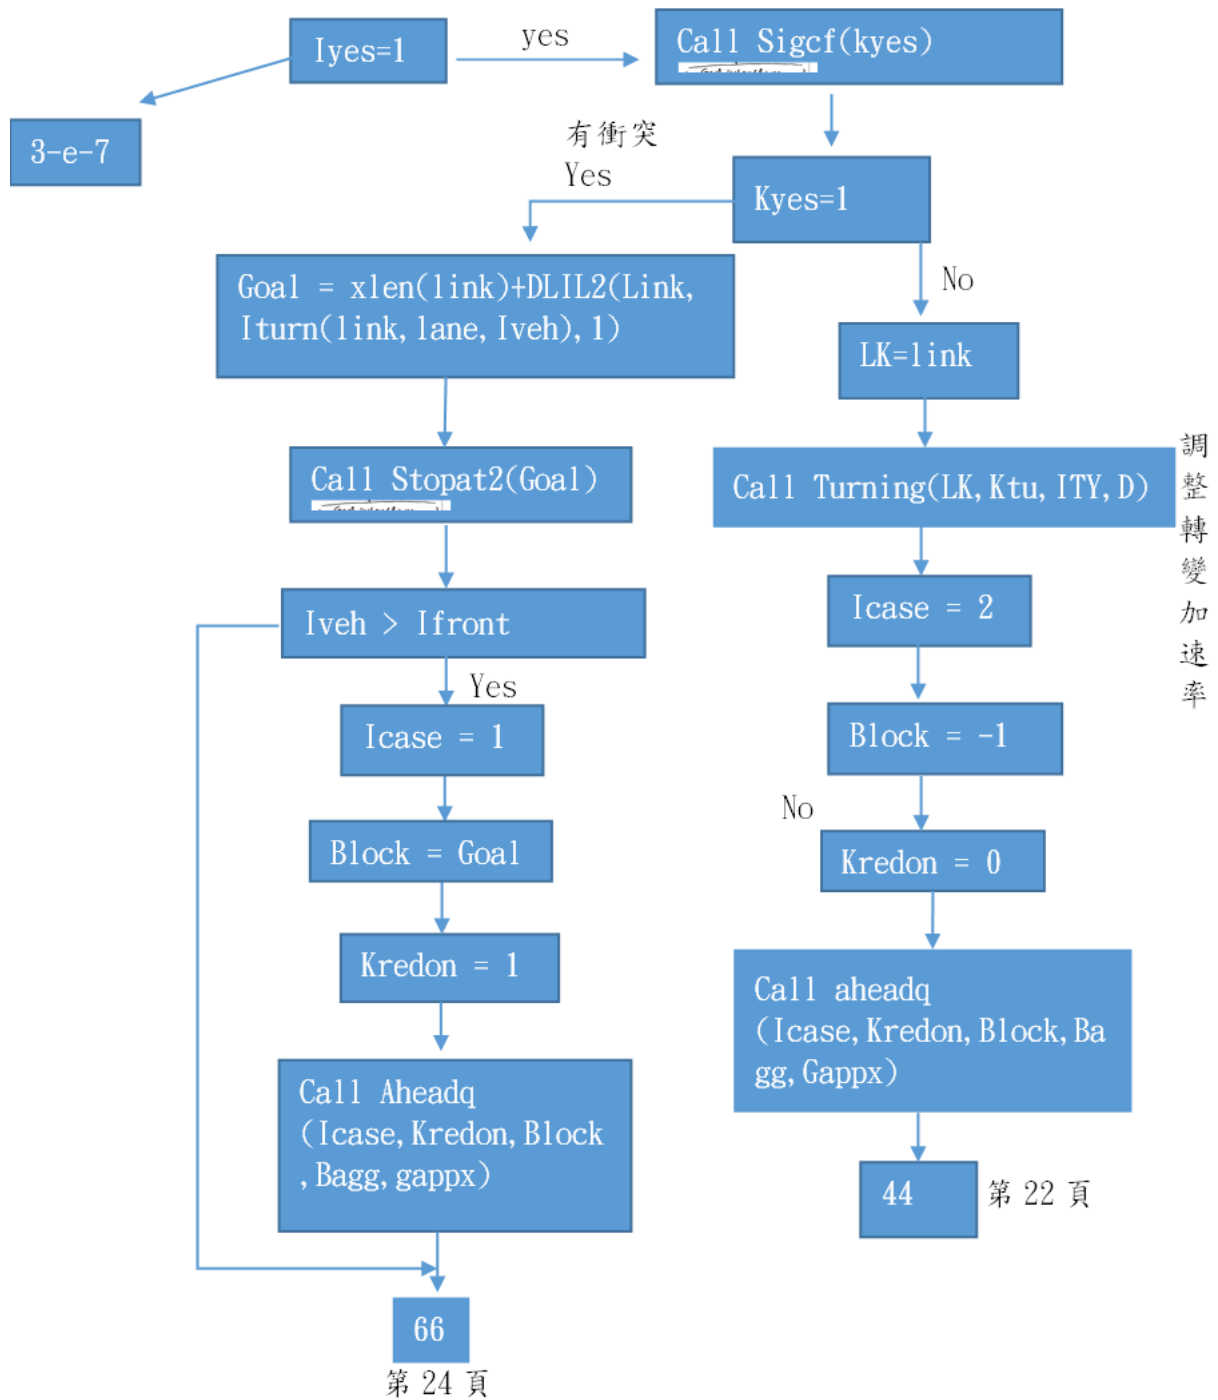 Iyes=1
yes
Call Sigcf(kyes)
3-e-7
有衝突
Yes
Kyes=1
No
Goal = xlen(link)+DLIL2(Link,
Iturn(link,lane,Iveh),1)
LK=link
Call Stopat2(Goal)
Call Turning(LK,Ktu,ITY,D)
調整轉變加速率
Iveh > Ifront
Yes
Icase = 2
Icase = 1
Block = -1
No
Block = Goal
Kredon = 0
Kredon = 1
Call aheadq
(Icase,Kredon,Block,Ba
gg,Gappx)
Call Aheadq
(Icase,Kredon,Block
,Bagg,gappx)
44
第 22 頁
66
第 24 頁